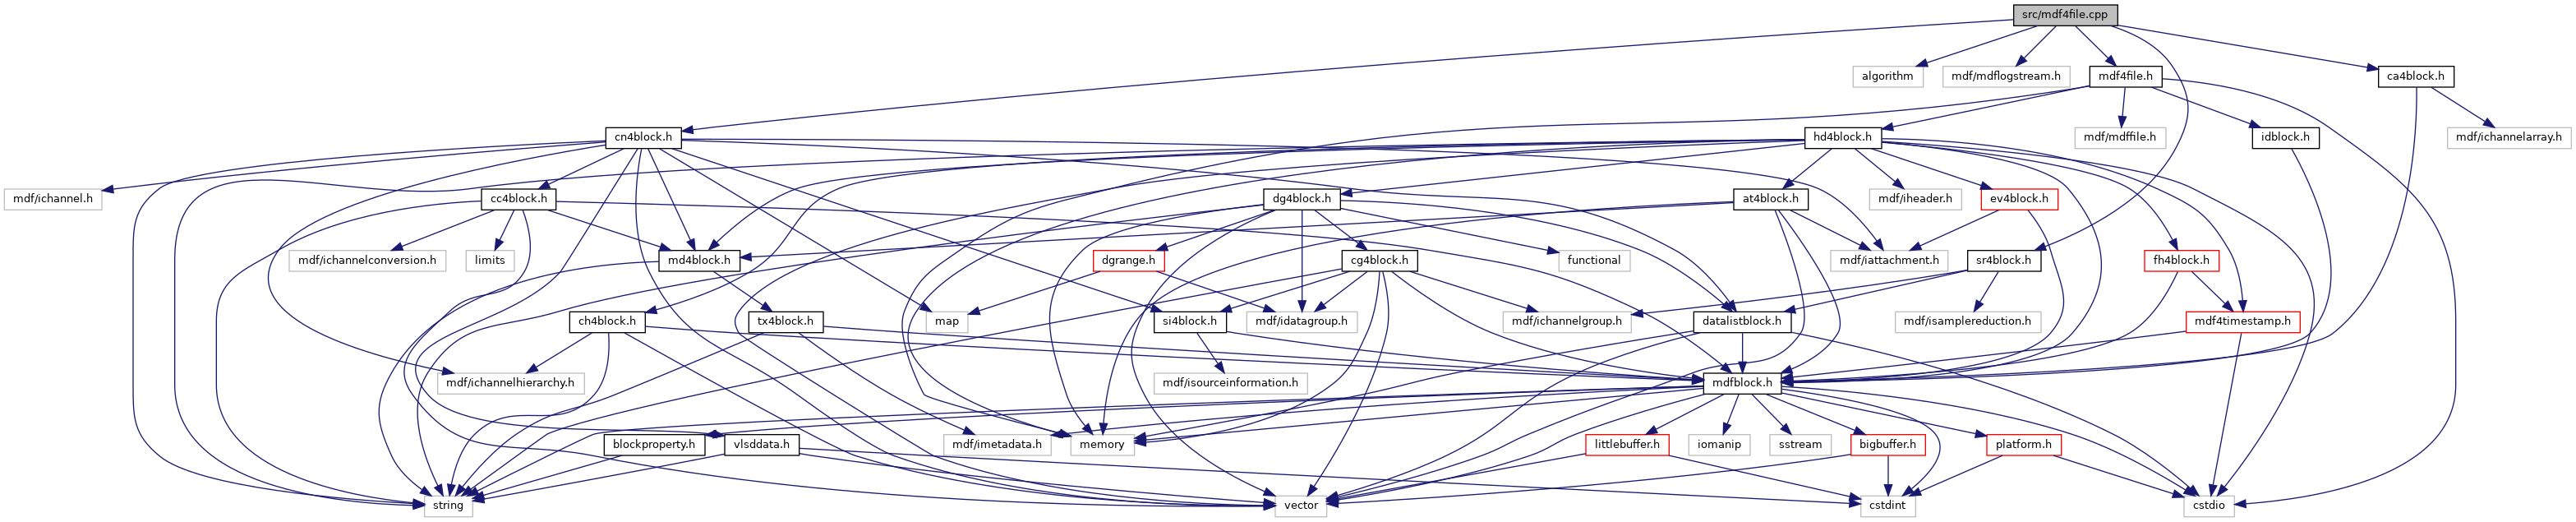 src/mdf4file.cpp
algorithm
mdf/mdflogstream.h
mdf4file.h
ca4block.h
cn4block.h
hd4block.h
mdf/mdffile.h
idblock.h
mdf/ichannelarray.h
mdf/ichannel.h
cc4block.h
dg4block.h
at4block.h
mdf/iheader.h
ev4block.h
mdf/ichannelconversion.h
limits
md4block.h
dgrange.h
cg4block.h
functional
mdf/iattachment.h
sr4block.h
fh4block.h
ch4block.h
tx4block.h
map
si4block.h
mdf/idatagroup.h
mdf/ichannelgroup.h
datalistblock.h
mdf/isamplereduction.h
mdf4timestamp.h
mdf/ichannelhierarchy.h
mdf/isourceinformation.h
mdfblock.h
blockproperty.h
vlsddata.h
mdf/imetadata.h
memory
littlebuffer.h
iomanip
sstream
bigbuffer.h
platform.h
string
vector
cstdint
cstdio